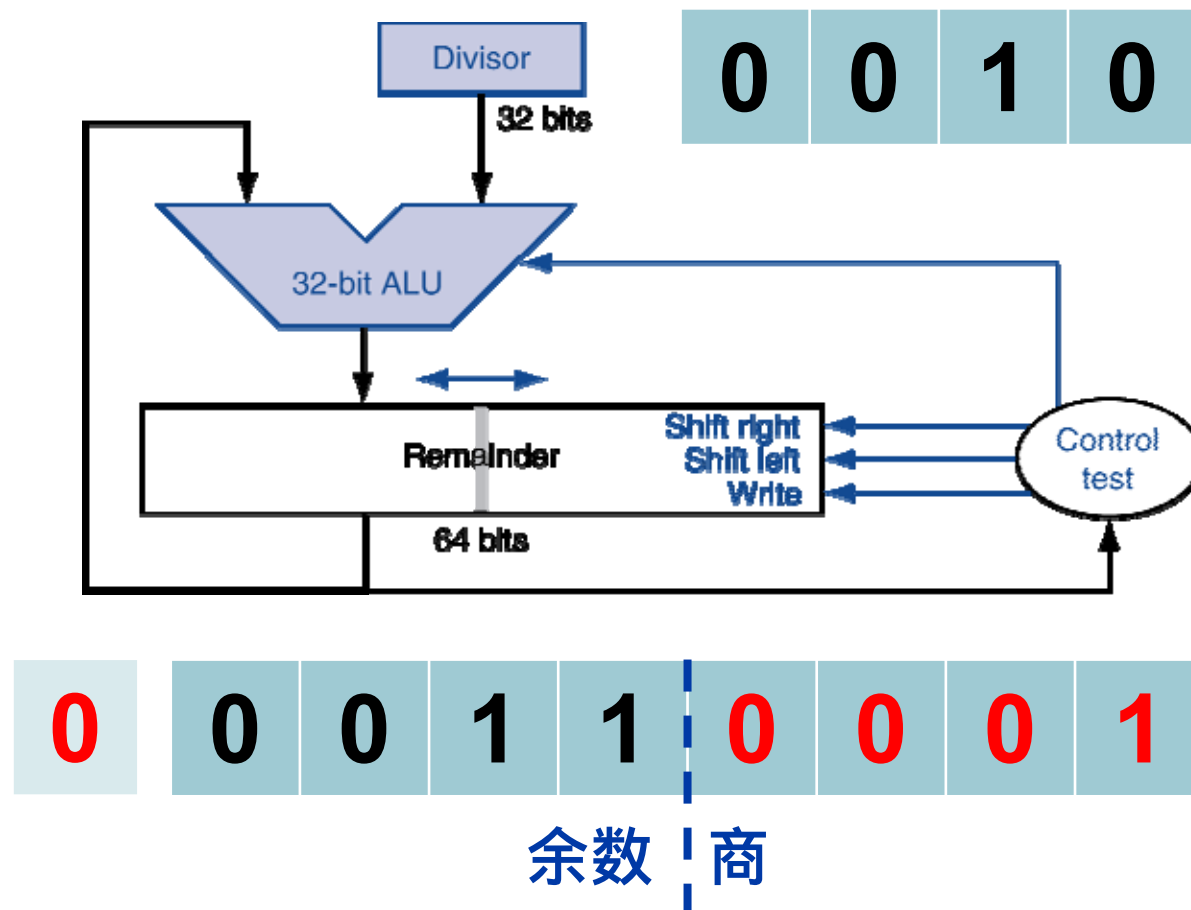 Divisor
0 0 1 0
32 bits
32-bit ALU
Shift right
Remainder
Shift left
Write
Control
test
64 bits
0 0 0 1 1 0 0 0 1
余数 商